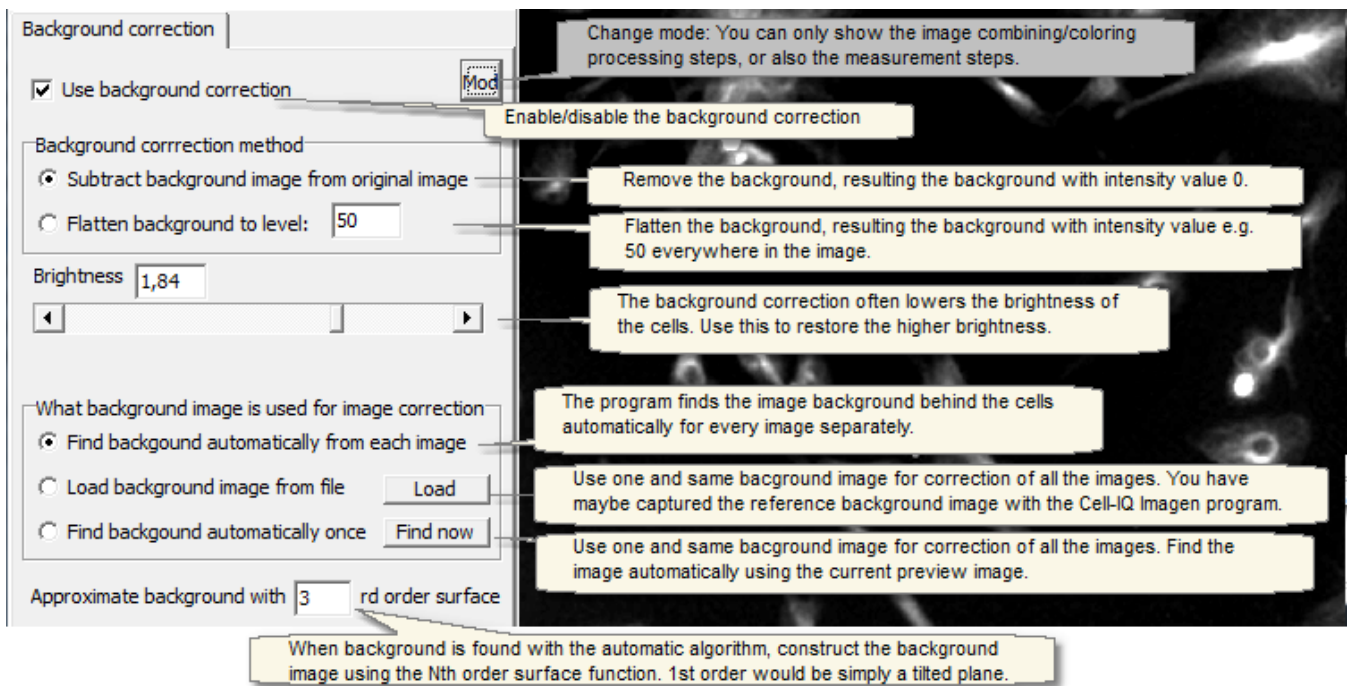 Background correction
Change mode: You can only show the image combining/coloring
processing steps, or also the measurement steps.
Use background correction
Mod
Enable/disable the background correction
Background corrrection method
Subtract background image from original image
Remove the background, resulting the background with intensity value 0.
Flatten background to level: 50
Flatten the background, resulting the background with intensity value e.g.
50 everywhere in the image.
Brightness 1,84
The background correction often lowers the brightness of
the cells. Use this to restore the higher brightness.
What background image is used for image correction
The program finds the image background behind the cells
automatically for every image separately.
Find backgound automatically from each image
Load background image from file Load
Use one and same bacground image for correction of all the images. You have
maybe captured the reference background image with the Cell-IQ Imagen program.
Find backgound automatically once Find now
Use one and same bacground image for correction of all the images. Find the
image automatically using the current preview image.
Approximate background with 3 rd order surface
When background is found with the automatic algorithm, construct the background
image using the Nth order surface function. 1st order would be simply a tilted plane.